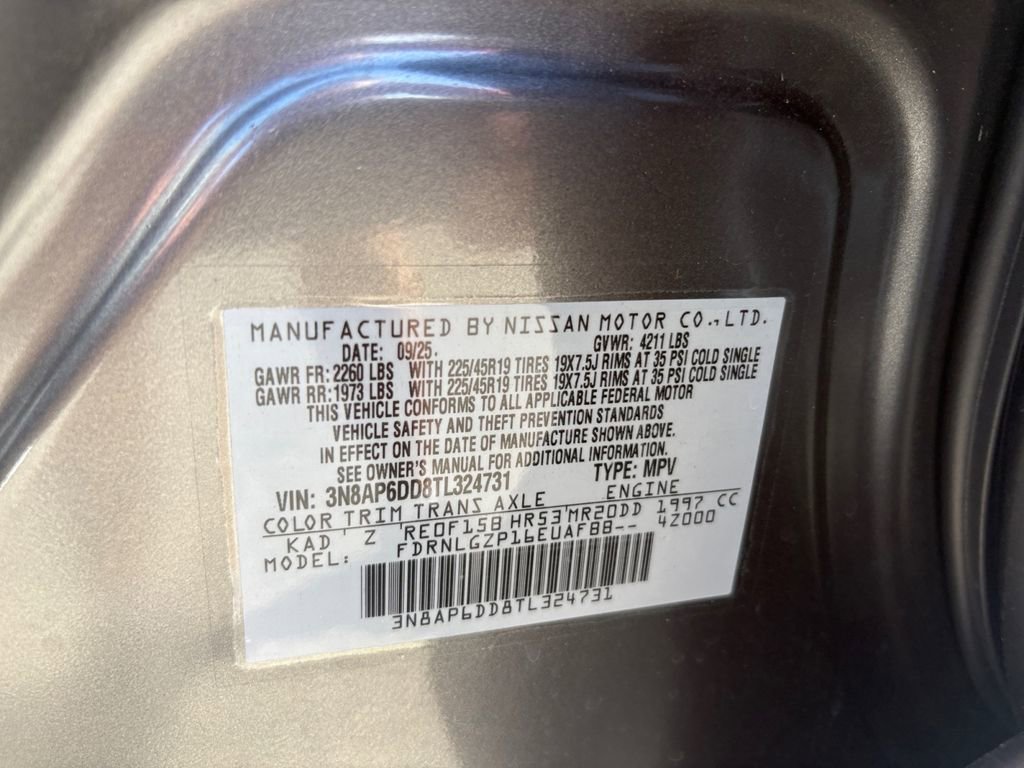 MANUFACTURED BY NISSAN MOTOR CO., LTD.
DATE: 09/25. GVWR: 4211 LBS
GAWR FR: 2260 LBS WITH 225/45R19 TIRES 19X7.5J RIMS AT 35 PSI COLD SINGLE
GAWR RR: 1973 LBS WITH 225/45R19 TIRES 19X7.5J RIMS AT 35 PSI COLD SINGLE
THIS VEHICLE CONFORMS TO ALL APPLICABLE FEDERAL MOTOR
VEHICLE SAFETY AND THEFT PREVENTION STANDARDS
IN EFFECT ON THE DATE OF MANUFACTURE SHOWN ABOVE.
SEE OWNER'S MANUAL FOR ADDITIONAL INFORMATION.
VIN: 3N8AP6DD8TL324731 TYPE: MPV
COLOR TRIM TRANS AXLE ENGINE
KAD ' Z 'RE0F15B HR53'MR20DD 1997 CC
MODEL: FDRNLGZP16EUAFBB-- 4Z000
3N8AP6DD8TL324731